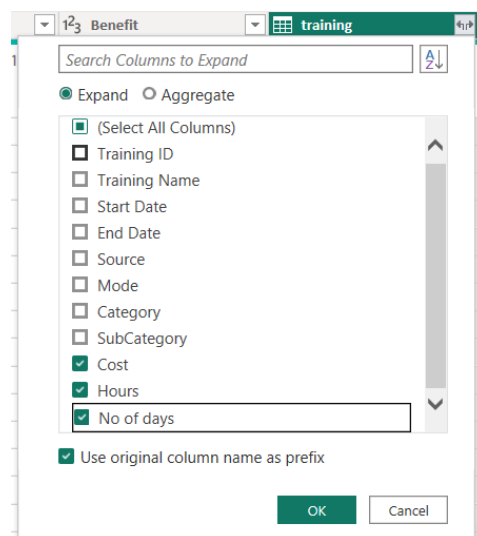 1²3 Benefit training
1
Search Columns to Expand A Z↓
Expand Aggregate
(Select All Columns)
Training ID
Training Name
Start Date
End Date
Source
Mode
Category
SubCategory
Cost
Hours
No of days
Use original column name as prefix
OK Cancel